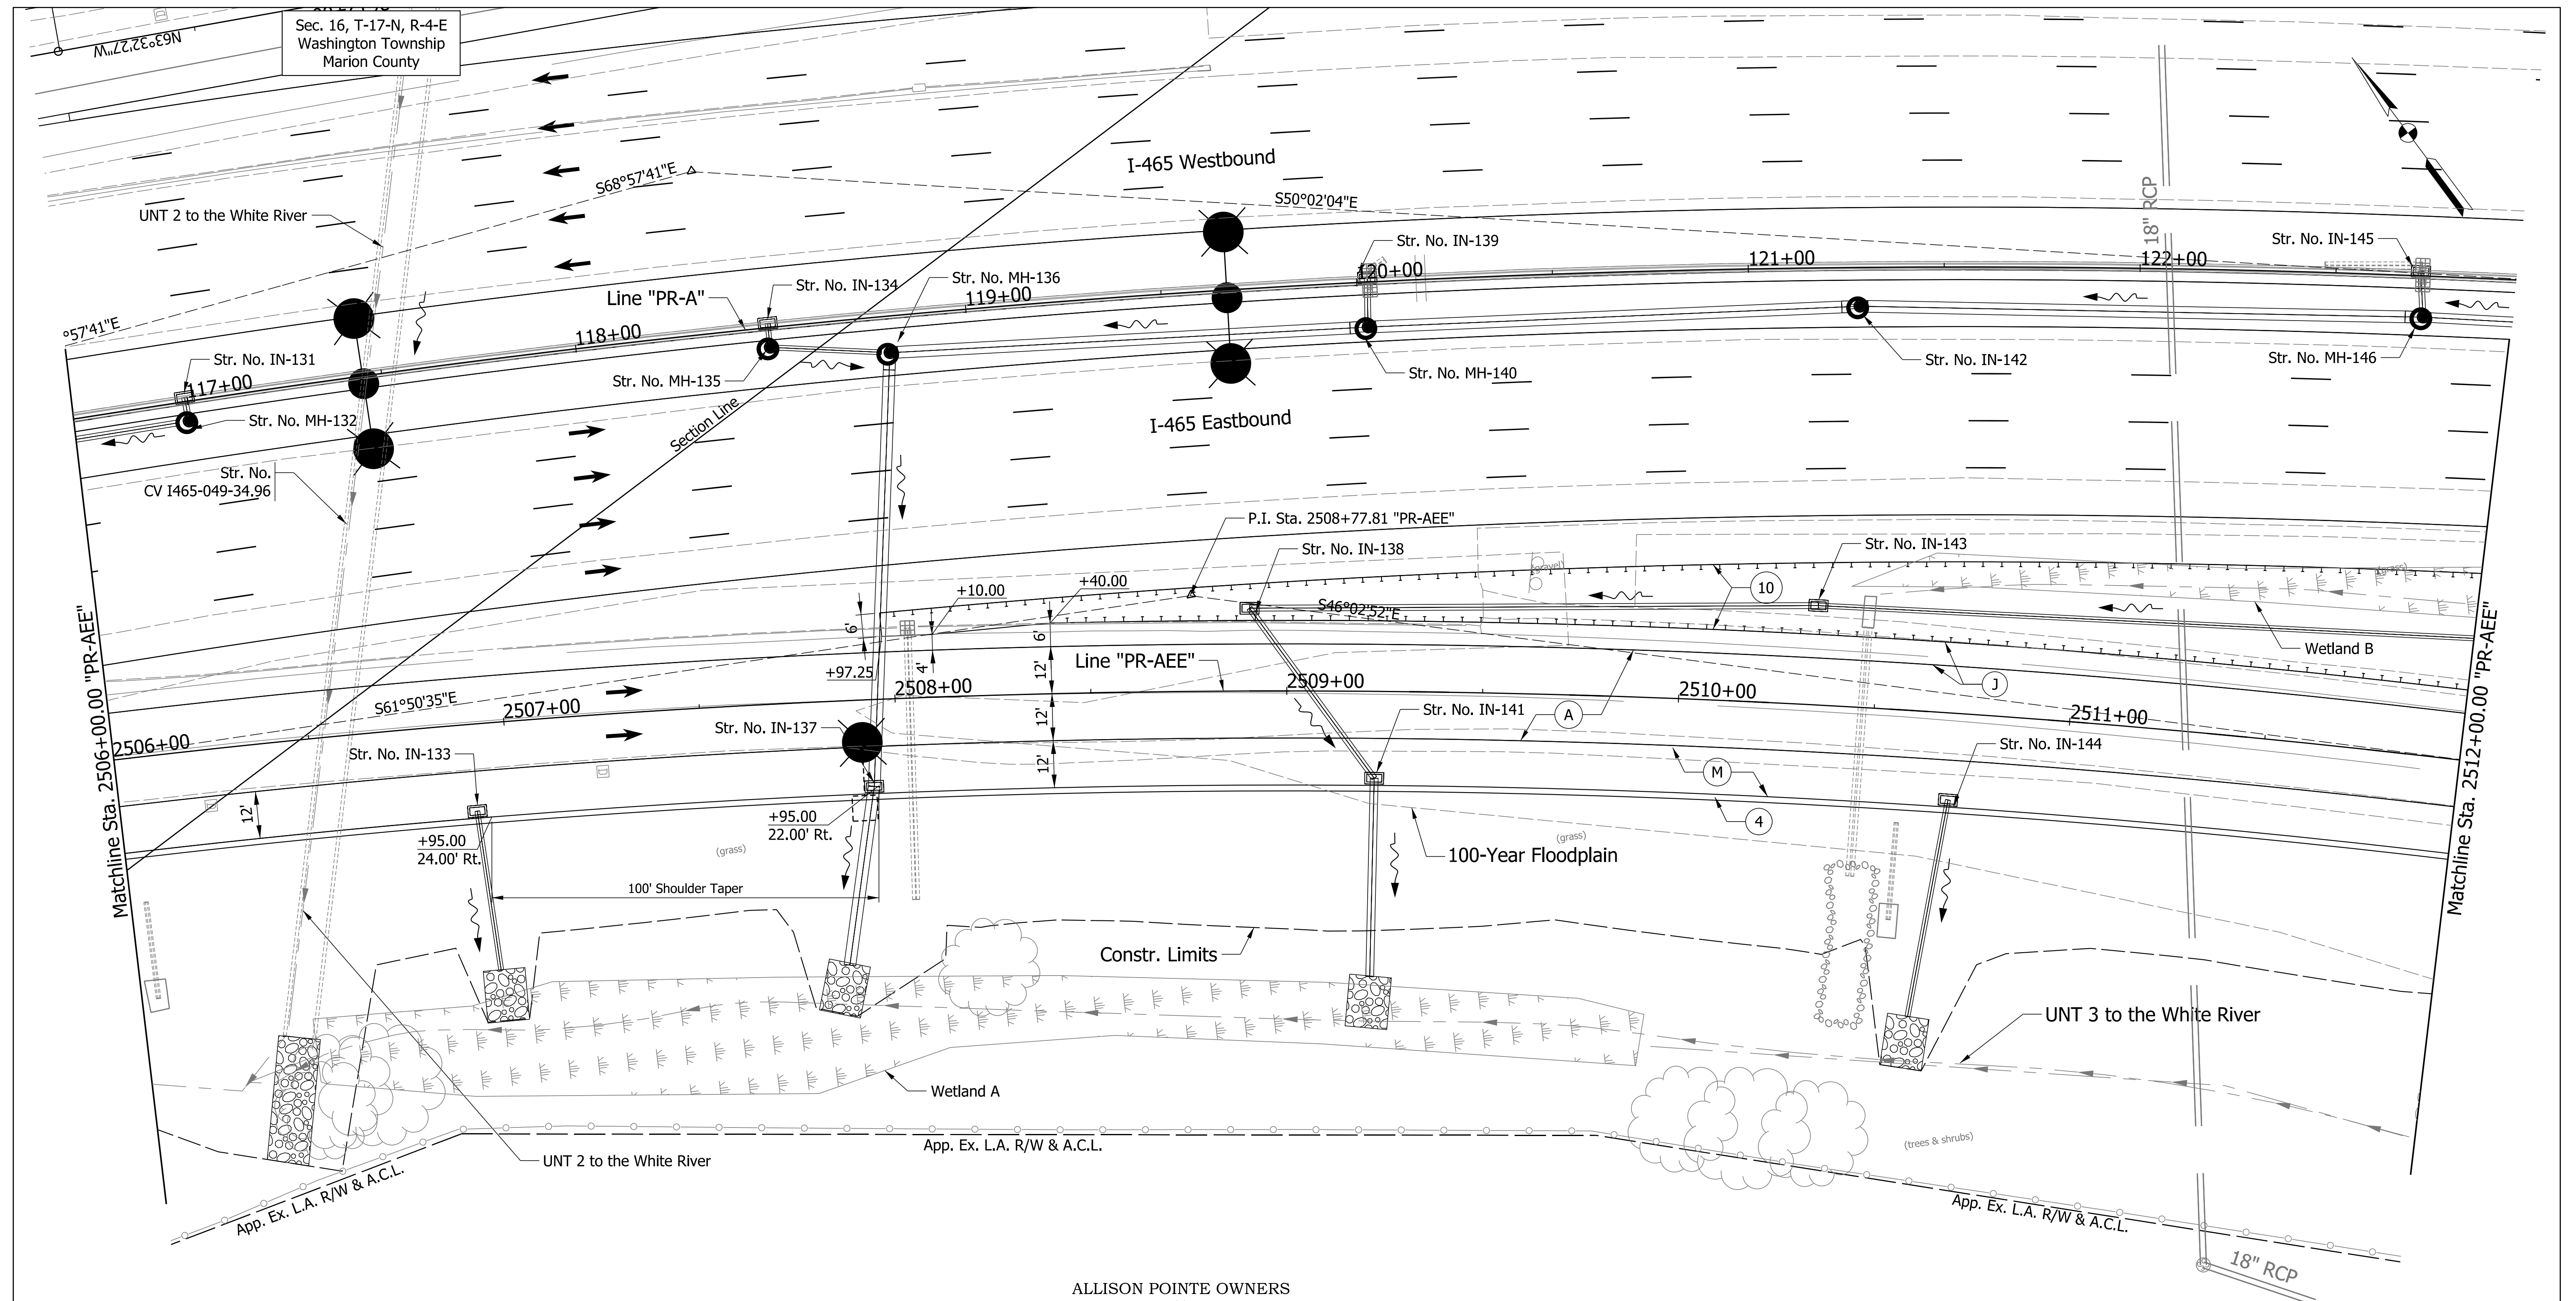 N63°32'27"W
Sec. 16, T-17-N, R-4-E
Washington Township
Marion County
I-465 Westbound
S68°57'41"E
S50°02'04"E
18" RCP
UNT 2 to the White River
Str. No. IN-139
Str. No. IN-145
120+00
121+00
122+00
Str. No. IN-134
Str. No. MH-136
Line "PR-A"
119+00
118+00
°57'41"E
Str. No. IN-131
117+00
Str. No. MH-135
Str. No. MH-140
Str. No. IN-142
Str. No. MH-146
Str. No. MH-132
Section Line
I-465 Eastbound
Str. No.
CV I465-049-34.96
P.I. Sta. 2508+77.81 "PR-AEE"
Str. No. IN-138
Str. No. IN-143
(gravel)
(grass)
+10.00
+40.00
10
S46°02'52"E
6'
6'
4'
12'
Wetland B
Line "PR-AEE"
+97.25
J
S61°50'35"E
2506+00
2507+00
2508+00
2509+00
2510+00
2511+00
Str. No. IN-137
12'
Str. No. IN-141
A
Str. No. IN-133
12'
Str. No. IN-144
M
12'
+95.00
22.00' Rt.
4
+95.00
24.00' Rt.
(grass)
(grass)
100-Year Floodplain
100' Shoulder Taper
Matchline Sta. 2506+00.00 "PR-AEE"
Matchline Sta. 2512+00.00 "PR-AEE"
Constr. Limits
UNT 3 to the White River
Wetland A
UNT 2 to the White River
App. Ex. L.A. R/W & A.C.L.
App. Ex. L.A. R/W & A.C.L.
(trees & shrubs)
App. Ex. L.A. R/W & A.C.L.
18" RCP
ALLISON POINTE OWNERS